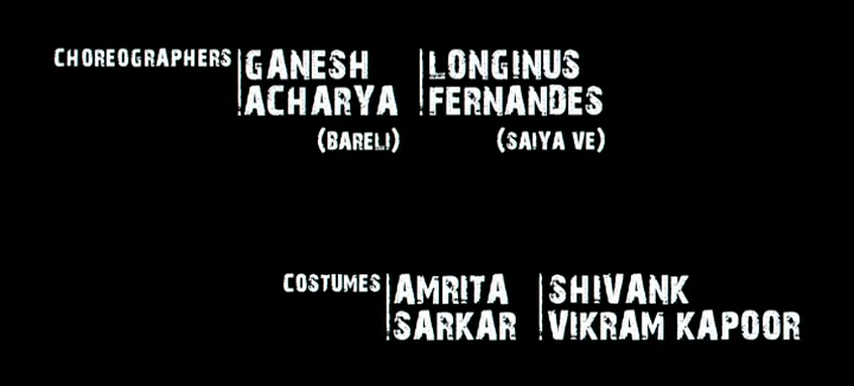 CHOREOGRAPHERS
GANESH
ACHARYA
(BARELI)
LONGINUS
FERNANDES
(SAIYA VE)
COSTUMES
AMRITA
SARKAR
SHIVANK
VIKRAM KAPOOR